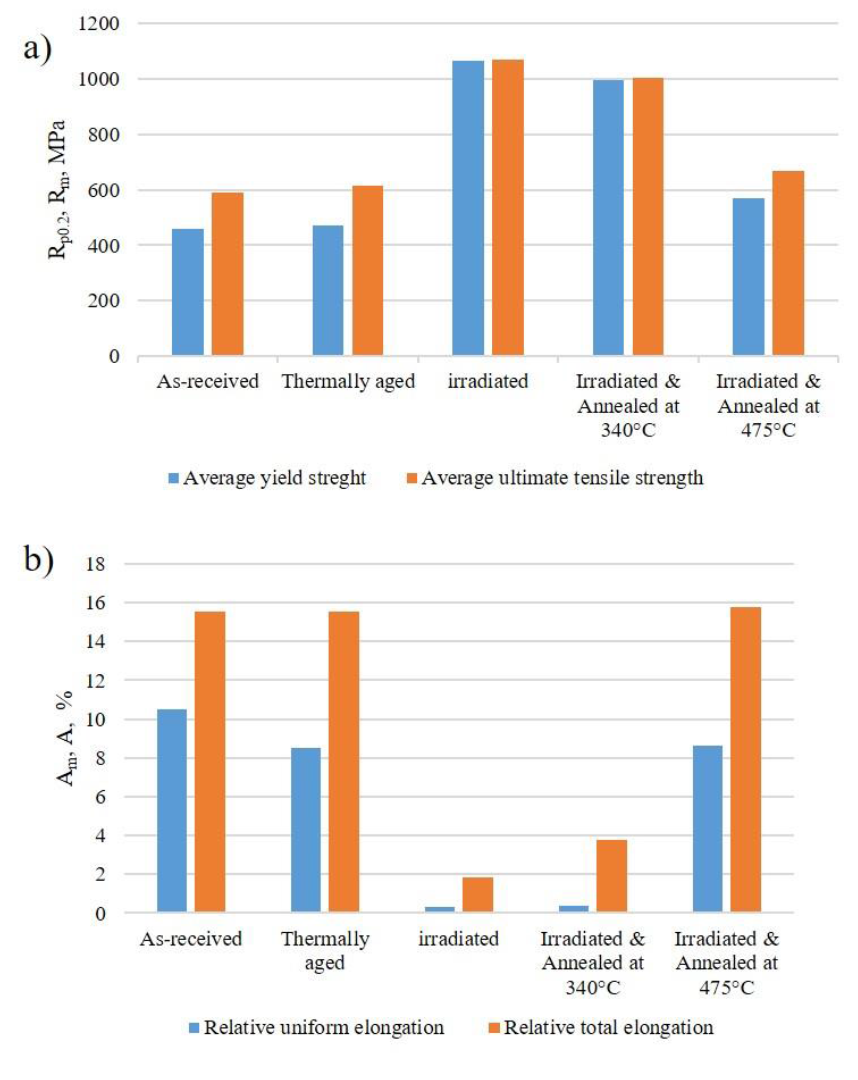 a)
1200
1000
800
600
400
200
0
Rp0.2, Rm, MPa
As-received Thermally aged irradiated Irradiated & Irradiated &
Annealed at Annealed at
340°C 475°C
Average yield streght Average ultimate tensile strength
b)
18
16
14
12
10
8
6
4
2
0
Am, A, %
As-received Thermally irradiated Irradiated & Irradiated &
aged Annealed at Annealed at
340°C 475°C
Relative uniform elongation Relative total elongation